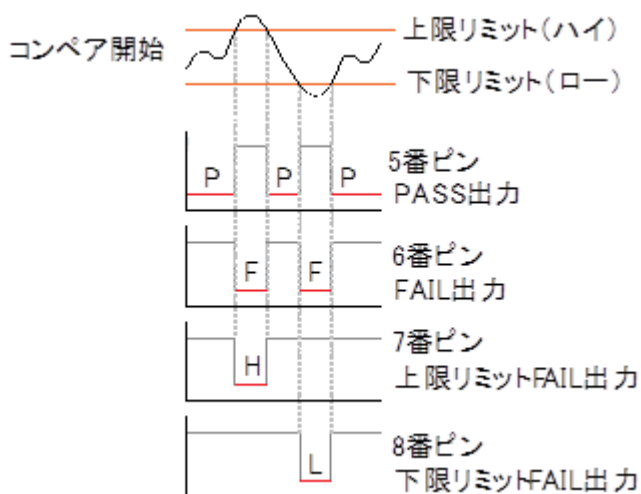 上限リミット(ハイ)
コンペア開始
下限リミット(ロー)
P P P
5番ピン
PASS出力
F F
6番ピン
FAIL出力
H
7番ピン
上限リミットFAIL出力
L
8番ピン
下限リミットFAIL出力